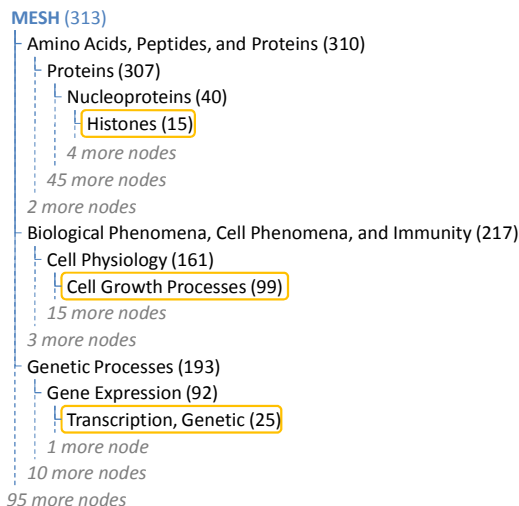 MESH (313)
Amino Acids, Peptides, and Proteins (310)
Proteins (307)
Nucleoproteins (40)
Histones (15)
4 more nodes
45 more nodes
2 more nodes
Biological Phenomena, Cell Phenomena, and Immunity (217)
Cell Physiology (161)
Cell Growth Processes (99)
15 more nodes
3 more nodes
Genetic Processes (193)
Gene Expression (92)
Transcription, Genetic (25)
1 more node
10 more nodes
95 more nodes